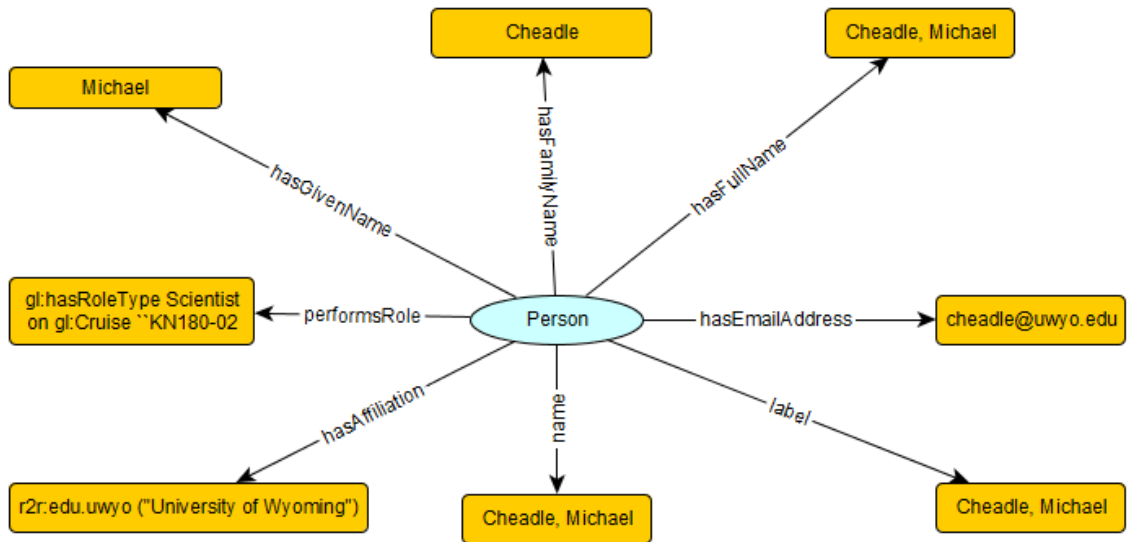 Cheadle
Cheadle, Michael
Michael
hasFamilyName
hasFullName
hasGivenName
gl:hasRoleType Scientist
on gl:Cruise ``KN180-02
performsRole
Person
hasEmailAddress
cheadle@uwyo.edu
hasAffiliation
name
label
r2r:edu.uwyo ("University of Wyoming")
Cheadle, Michael
Cheadle, Michael